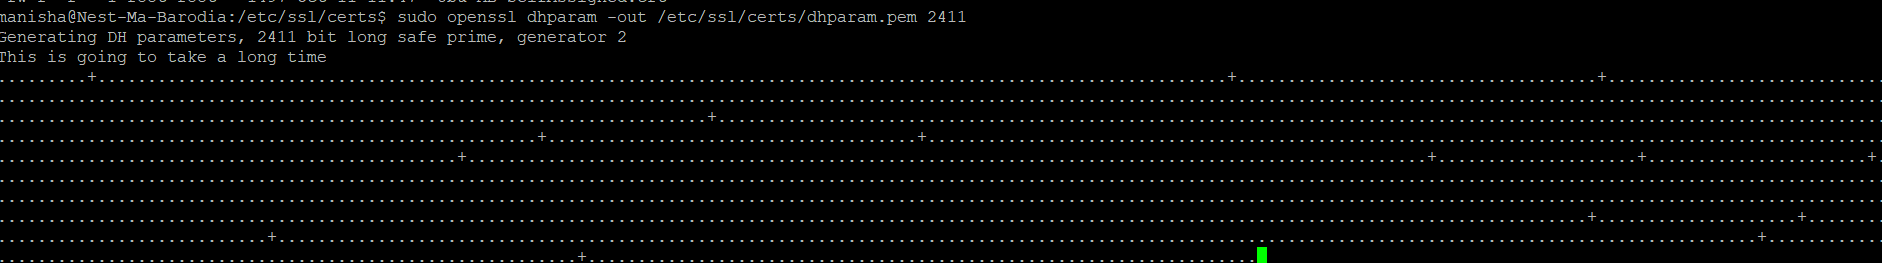 manisha@Nest-Ma-Barodia:/etc/ssl/certs$ sudo openssl dhparam -out /etc/ssl/certs/dhparam.pem 2411
Generating DH parameters, 2411 bit long safe prime, generator 2
This is going to take a long time